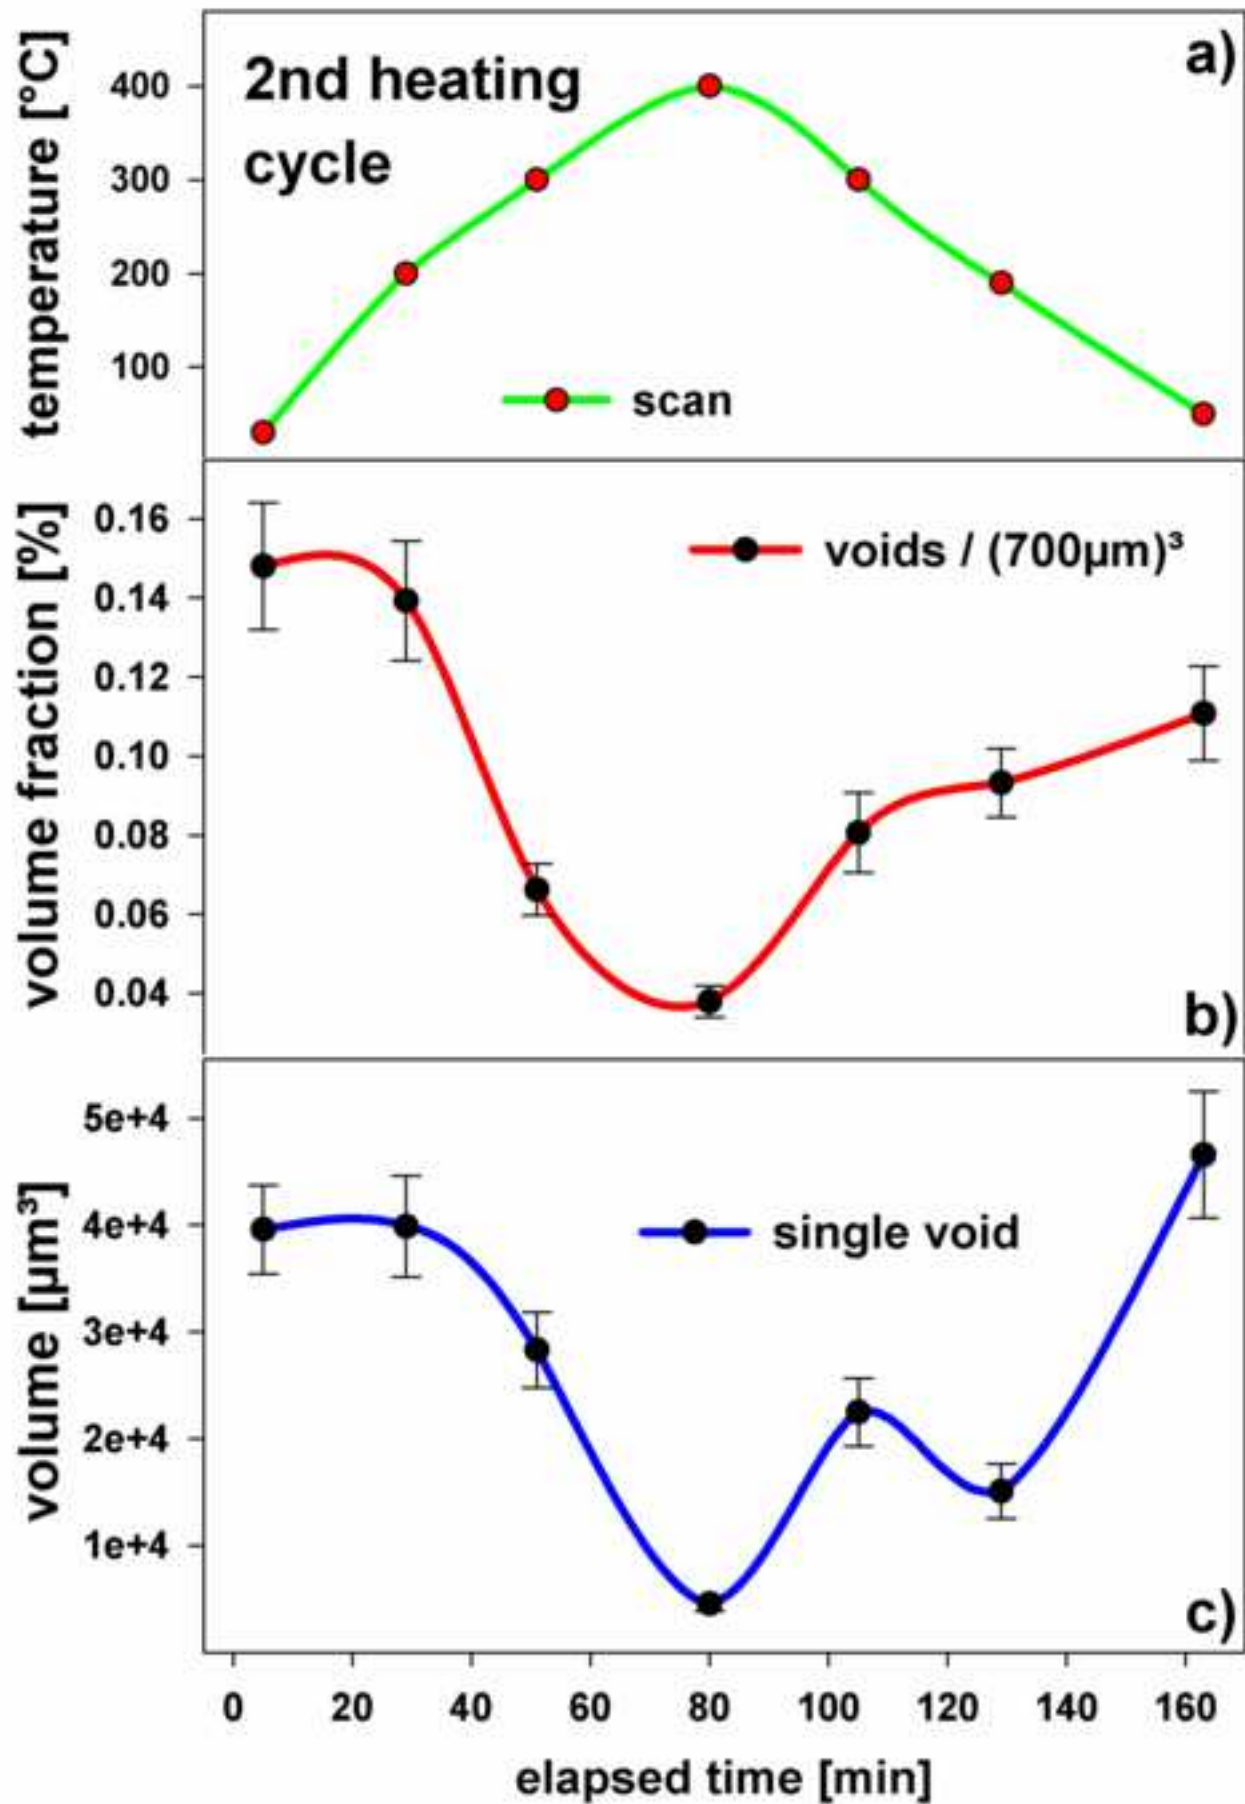 2nd heating
cycle
a)
temperature [°C]
400
300
200
100
scan
volume fraction [%]
0.16
0.14
0.12
0.10
0.08
0.06
0.04
voids / (700µm)³
b)
volume [µm³]
5e+4
4e+4
3e+4
2e+4
1e+4
single void
c)
0 20 40 60 80 100 120 140 160
elapsed time [min]